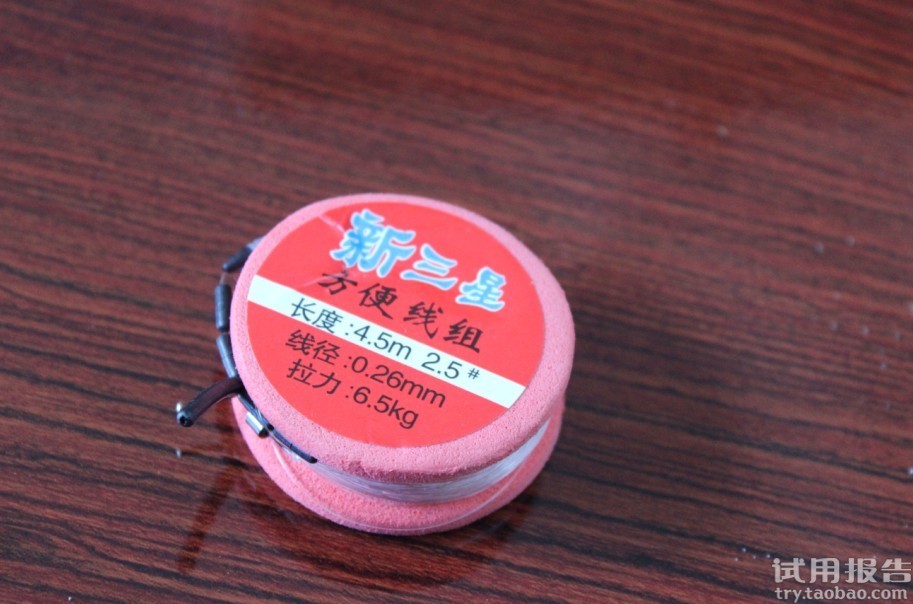 新三星
方便线组
长度:4.5m 2.5#
线径:0.26mm
拉力:6.5kg
试用报告
try.taobao.com